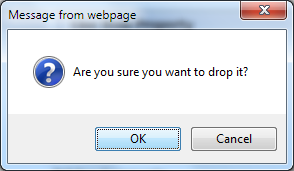 Message from webpage
Are you sure you want to drop it?
OK
Cancel